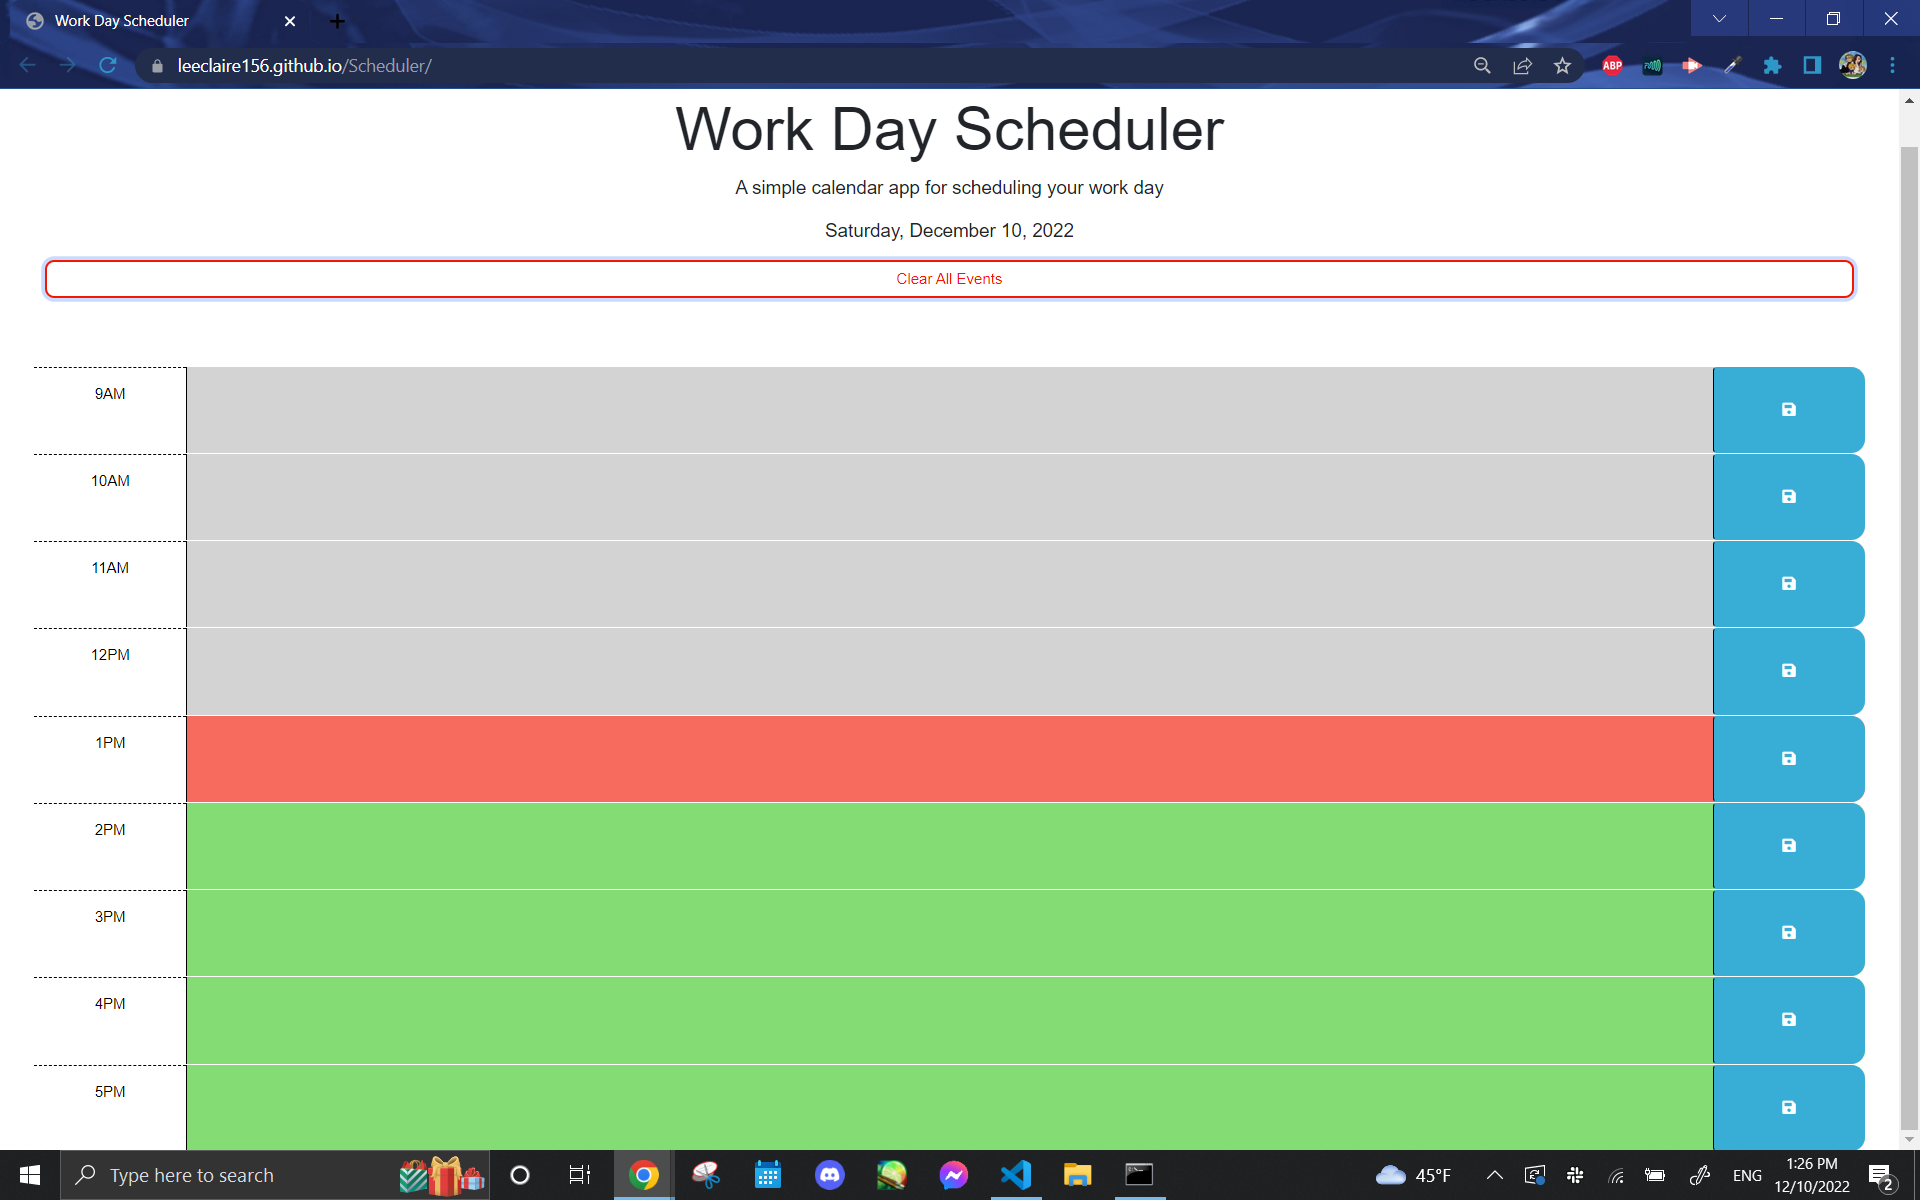 Work Day Scheduler
leeclaire156.github.io/Scheduler/
ABP
Work Day Scheduler
A simple calendar app for scheduling your work day
Saturday, December 10, 2022
Clear All Events
9AM
10AM
11AM
12PM
1PM
2PM
3PM
4PM
5PM
Type here to search
45°F
ENG
1:26 PM
12/10/2022
2